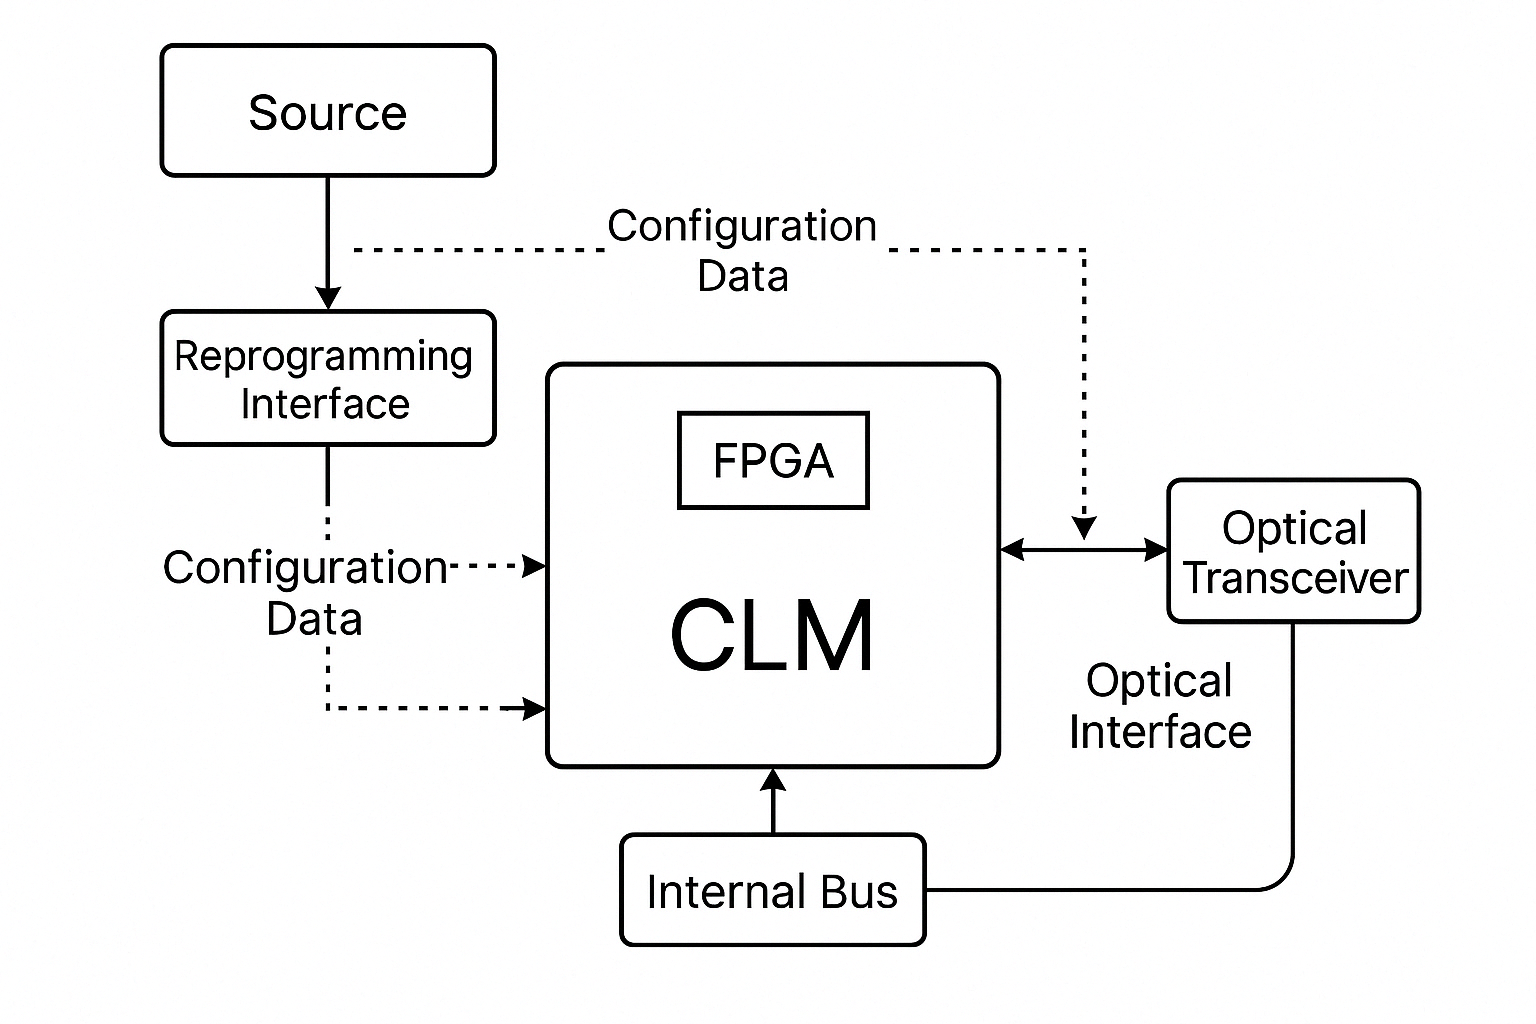 Source
Configuration
Data
Reprogramming
Interface
FPGA
CLM
Configuration
Data
Optical
Transceiver
Optical
Interface
Internal Bus